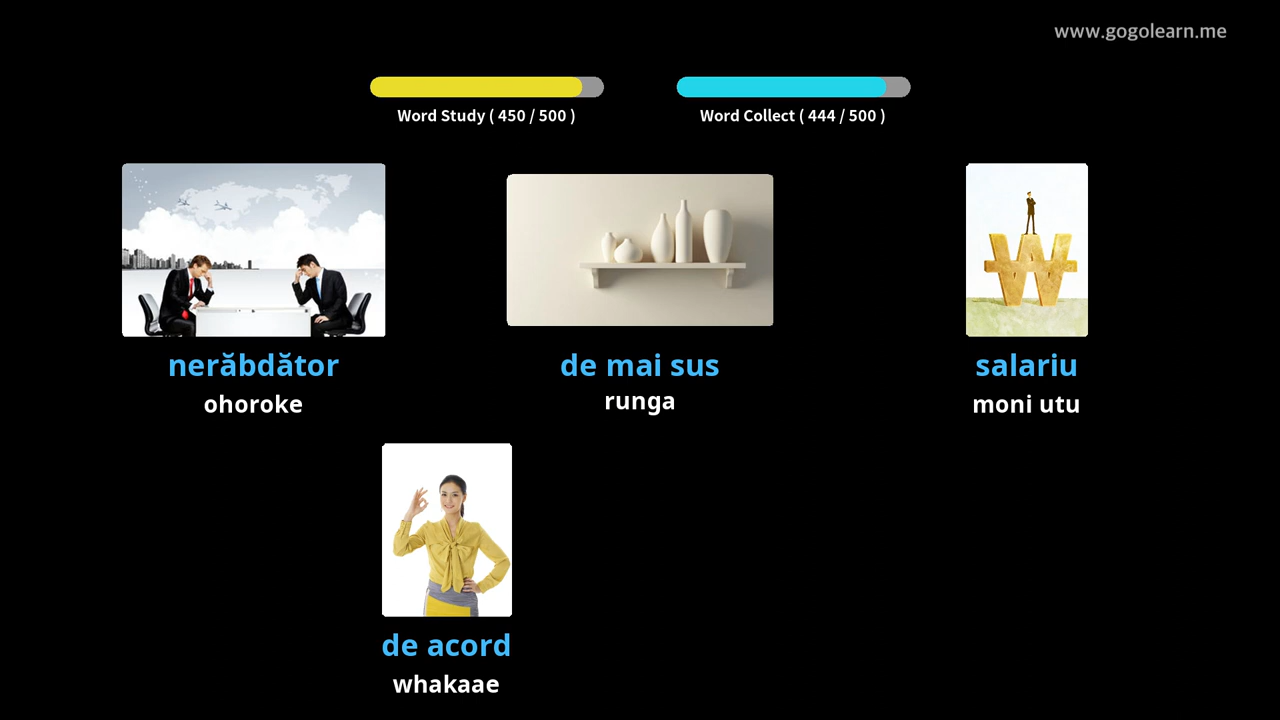 www.gogolearn.me
Word Study ( 450 / 500 )
Word Collect ( 444 / 500 )
nerăbdător
ohoroke
de mai sus
runga
salariu
moni utu
de acord
whakaae